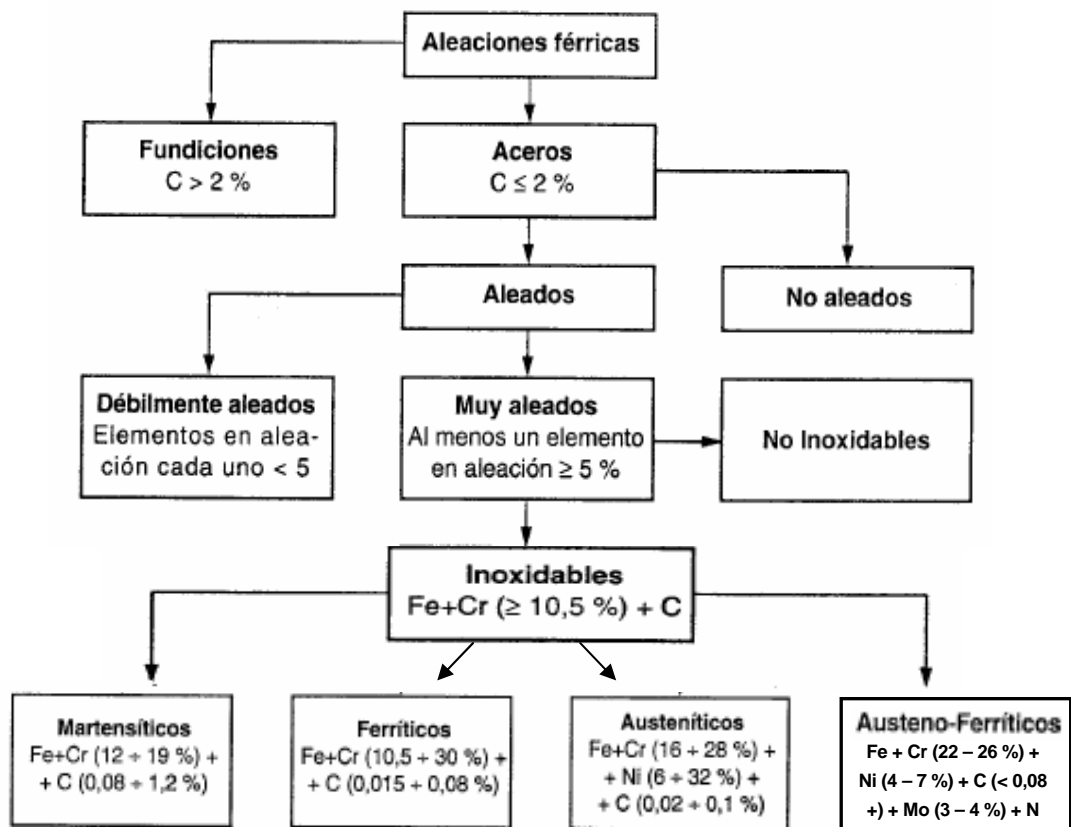 Aleaciones férricas
Fundiciones
C > 2 %
Aceros
C ≤ 2 %
Aleados
No aleados
Débilmente aleados
Elementos en alea-
ción cada uno < 5
Muy aleados
Al menos un elemento
en aleación ≥ 5 %
No Inoxidables
Inoxidables
Fe+Cr (≥ 10,5 %) + C
Martensíticos
Fe+Cr (12 ÷ 19 %) +
+ C (0,08 ÷ 1,2 %)
Ferríticos
Fe+Cr (10,5 ÷ 30 %) +
+ C (0,015 ÷ 0,08 %)
Austeníticos
Fe+Cr (16 ÷ 28 %) +
+ Ni (6 ÷ 32 %) +
+ C (0,02 ÷ 0,1 %)
Austeno-Ferríticos
Fe + Cr (22 – 26 %) +
Ni (4 – 7 %) + C (< 0,08
+) + Mo (3 – 4 %) + N